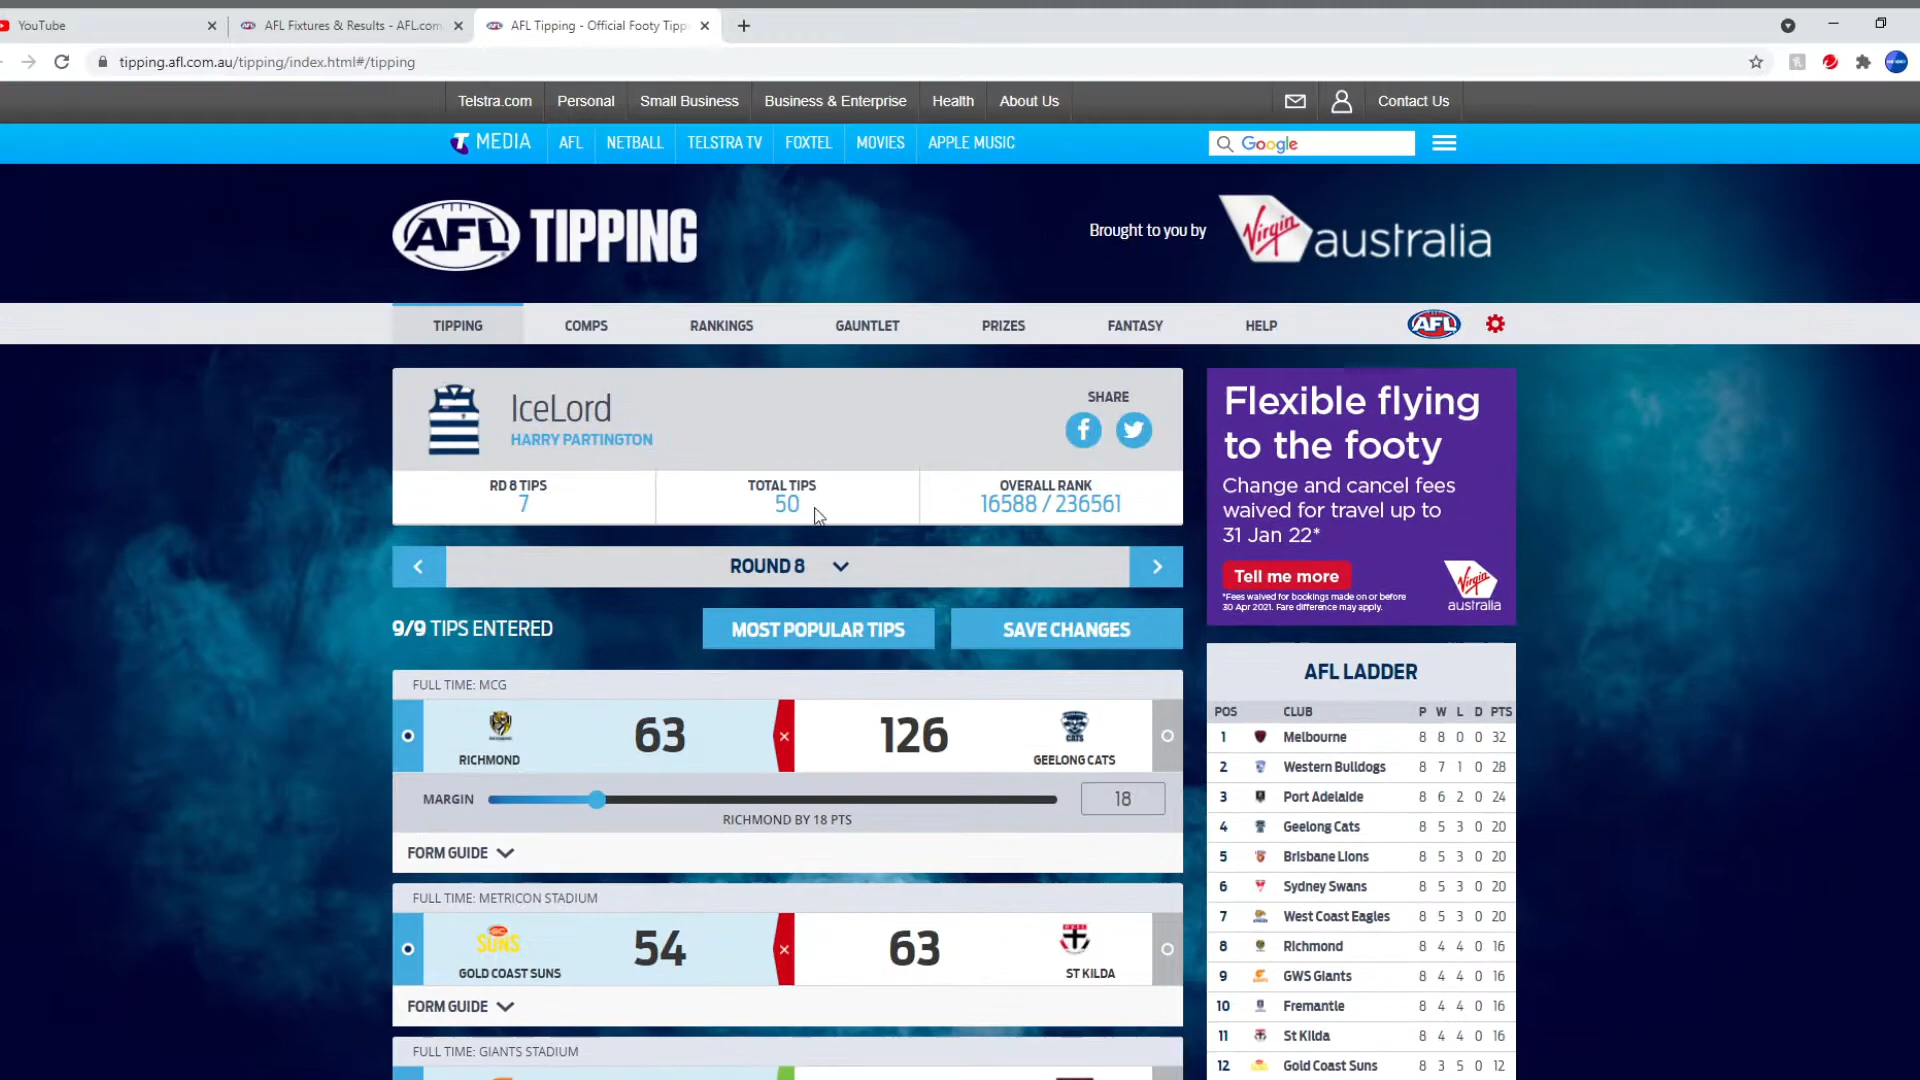 YouTube
AFL Fixtures & Results - AFL.com.
AFL Tipping - Official Footy Tipp
tipping.afl.com.au/tipping/index.html#/tipping
Telstra.com Personal Small Business Business & Enterprise Health About Us Contact Us
T MEDIA AFL NETBALL TELSTRA TV FOXTEL MOVIES APPLE MUSIC Google
AFL TIPPING
Brought to you by Virgin australia
TIPPING COMPS RANKINGS GAUNTLET PRIZES FANTASY HELP AFL
IceLord
HARRY PARTINGTON
SHARE
RD 8 TIPS
7
TOTAL TIPS
50
OVERALL RANK
16588 / 236561
ROUND 8
9/9 TIPS ENTERED
MOST POPULAR TIPS
SAVE CHANGES
FULL TIME: MCG
RICHMOND
63
126
CATS
GEELONG CATS
MARGIN
18
RICHMOND BY 18 PTS
FORM GUIDE
FULL TIME: METRICON STADIUM
SUNS
GOLD COAST SUNS
54
63
ST KILDA
FORM GUIDE
FULL TIME: GIANTS STADIUM
Flexible flying
to the footy
Change and cancel fees
waived for travel up to
31 Jan 22*
Tell me more
*Fees waived for bookings made on or before
30 Apr 2021. Fare difference may apply.
Virgin
australia
AFL LADDER
POS CLUB P W L D PTS
1 Melbourne 8 8 0 0 32
2 Western Bulldogs 8 7 1 0 28
3 Port Adelaide 8 6 2 0 24
4 Geelong Cats 8 5 3 0 20
5 Brisbane Lions 8 5 3 0 20
6 Sydney Swans 8 5 3 0 20
7 West Coast Eagles 8 5 3 0 20
8 Richmond 8 4 4 0 16
9 GWS Giants 8 4 4 0 16
10 Fremantle 8 4 4 0 16
11 St Kilda 8 4 4 0 16
12 Gold Coast Suns 8 3 5 0 12